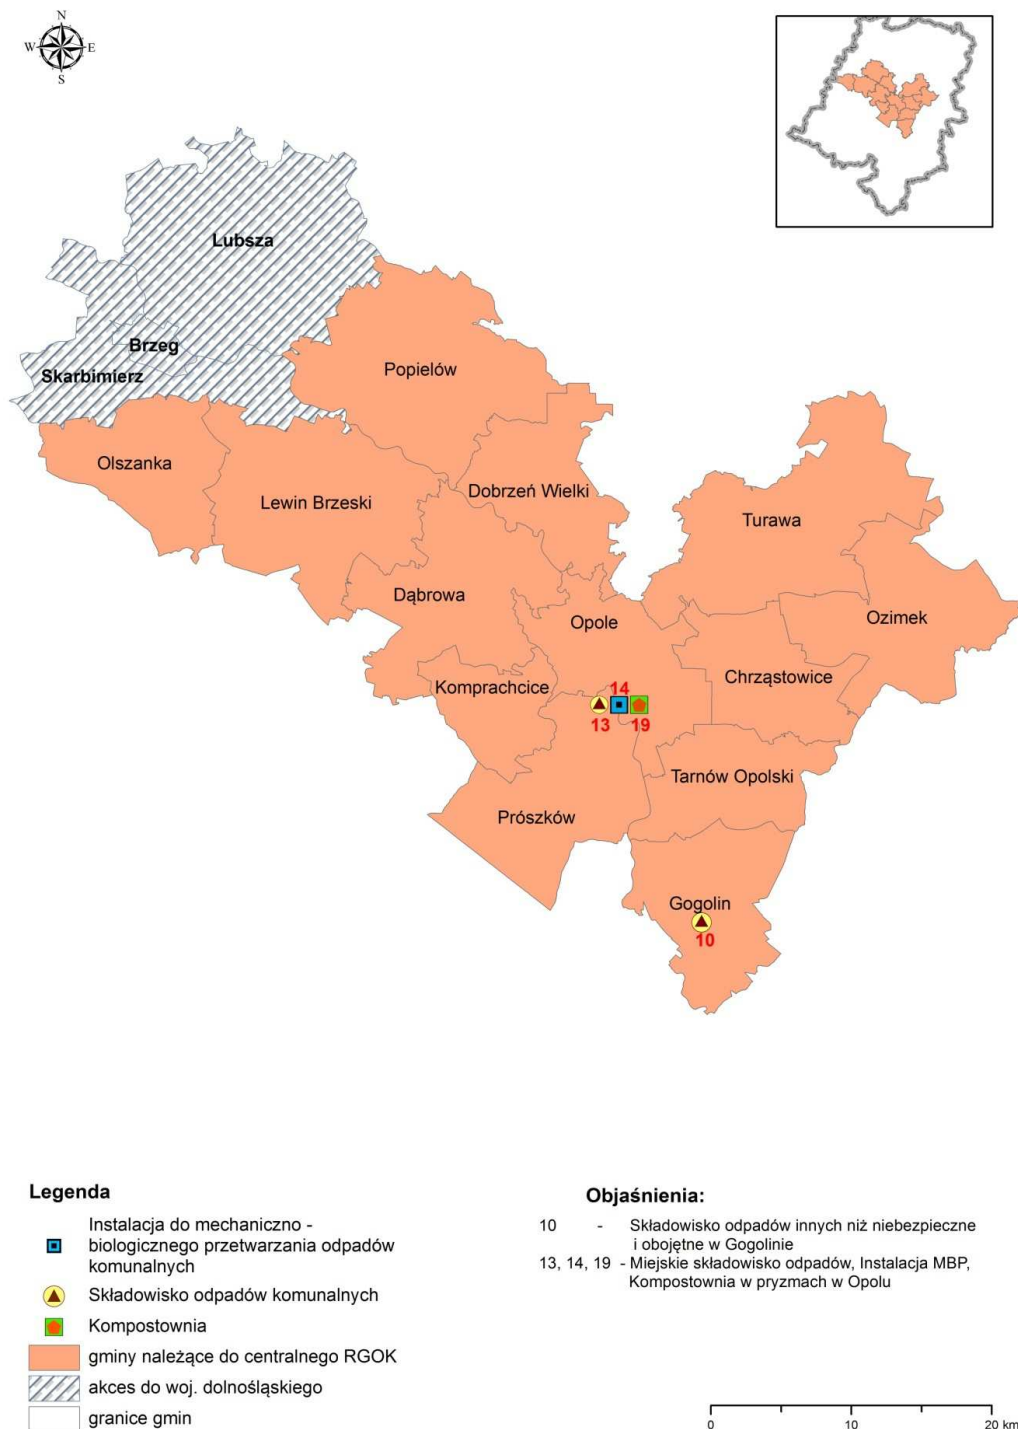 N
W E
S
Lubsza
Brzeg
Skarbimierz
Popielów
Olszanka
Lewin Brzeski
Dobrzeń Wielki
Turawa
Dąbrowa
Opole
Ozimek
Komprachcice
Chrząstowice
14
13
19
Tarnów Opolski
Prószków
Gogolin
10
Legenda
Instalacja do mechaniczno -
biologicznego przetwarzania odpadów
komunalnych
Składowisko odpadów komunalnych
Kompostownia
gminy należące do centralnego RGOK
akces do woj. dolnośląskiego
granice gmin
Objaśnienia:
10 - Składowisko odpadów innych niż niebezpieczne
i obojętne w Gogolinie
13, 14, 19 - Miejskie składowisko odpadów, Instalacja MBP,
Kompostownia w pryzmach w Opolu
0 10 20 km